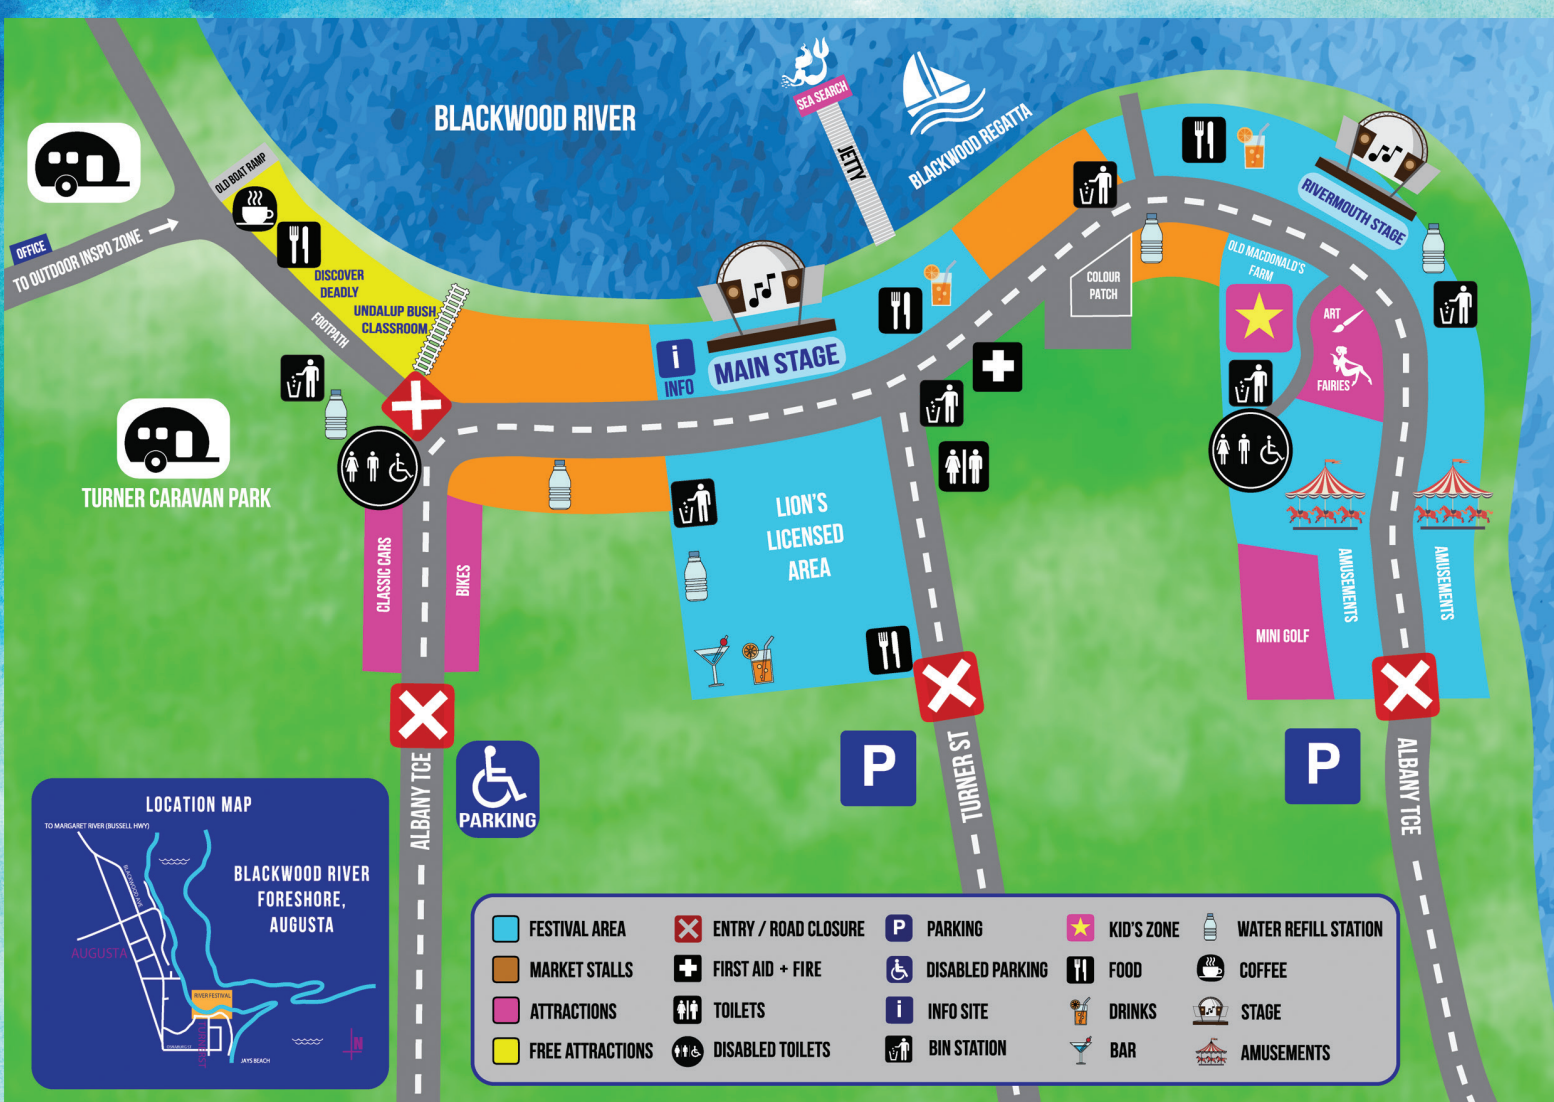 BLACKWOOD RIVER
SEA SEARCH
JETTY
BLACKWOOD REGATTA
OLD BOAT RAMP
OFFICE
TO OUTDOOR INSPO ZONE
DISCOVER
DEADLY
UNDALUP BUSH
CLASSROOM
FOOTPATH
i
INFO
MAIN STAGE
RIVERMOUTH STAGE
COLOUR
PATCH
OLD MACDONALD'S
FARM
ART
FAIRIES
TURNER CARAVAN PARK
LION'S
LICENSED
AREA
CLASSIC CARS
BIKES
AMUSEMENTS
AMUSEMENTS
MINI GOLF
ALBANY TCE
PARKING
P
TURNER ST
P
ALBANY TCE
LOCATION MAP
TO MARGARET RIVER (BUSSELL HWY)
BLACKWOOD AVE
BLACKWOOD RIVER
FORESHORE,
AUGUSTA
AUGUSTA
RIVER FESTIVAL
JAYS BEACH
N
FESTIVAL AREA
MARKET STALLS
ATTRACTIONS
FREE ATTRACTIONS
ENTRY / ROAD CLOSURE
FIRST AID + FIRE
TOILETS
DISABLED TOILETS
P
PARKING
DISABLED PARKING
i
INFO SITE
BIN STATION
KID'S ZONE
FOOD
DRINKS
BAR
WATER REFILL STATION
COFFEE
STAGE
AMUSEMENTS